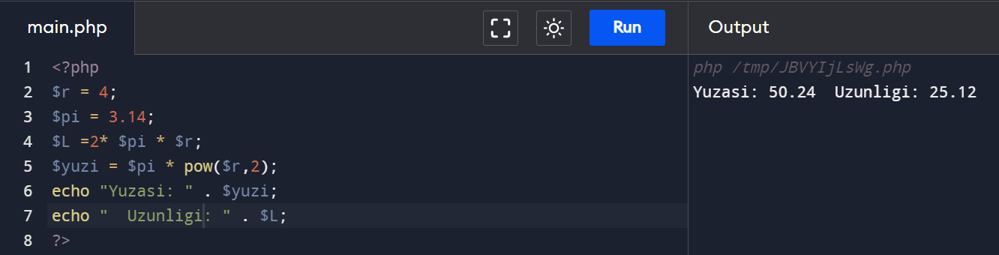 main.php
Run
Output
1 <?php
2 $r = 4;
3 $pi = 3.14;
4 $L =2* $pi * $r;
5 $yuzi = $pi * pow($r,2);
6 echo "Yuzasi: " . $yuzi;
7 echo "  Uzunligi: " . $L;
8 ?>
php /tmp/JBVYIjLsWg.php
Yuzasi: 50.24  Uzunligi: 25.12